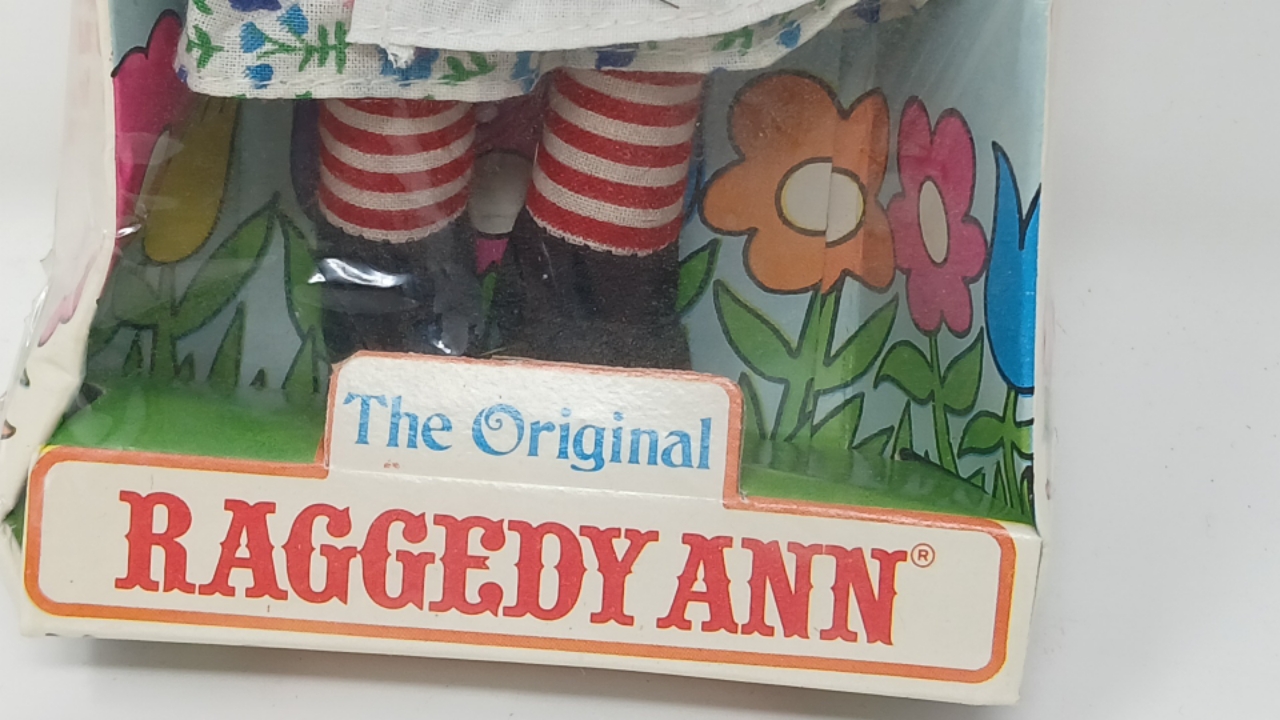 The Original
RAGGEDY ANN®